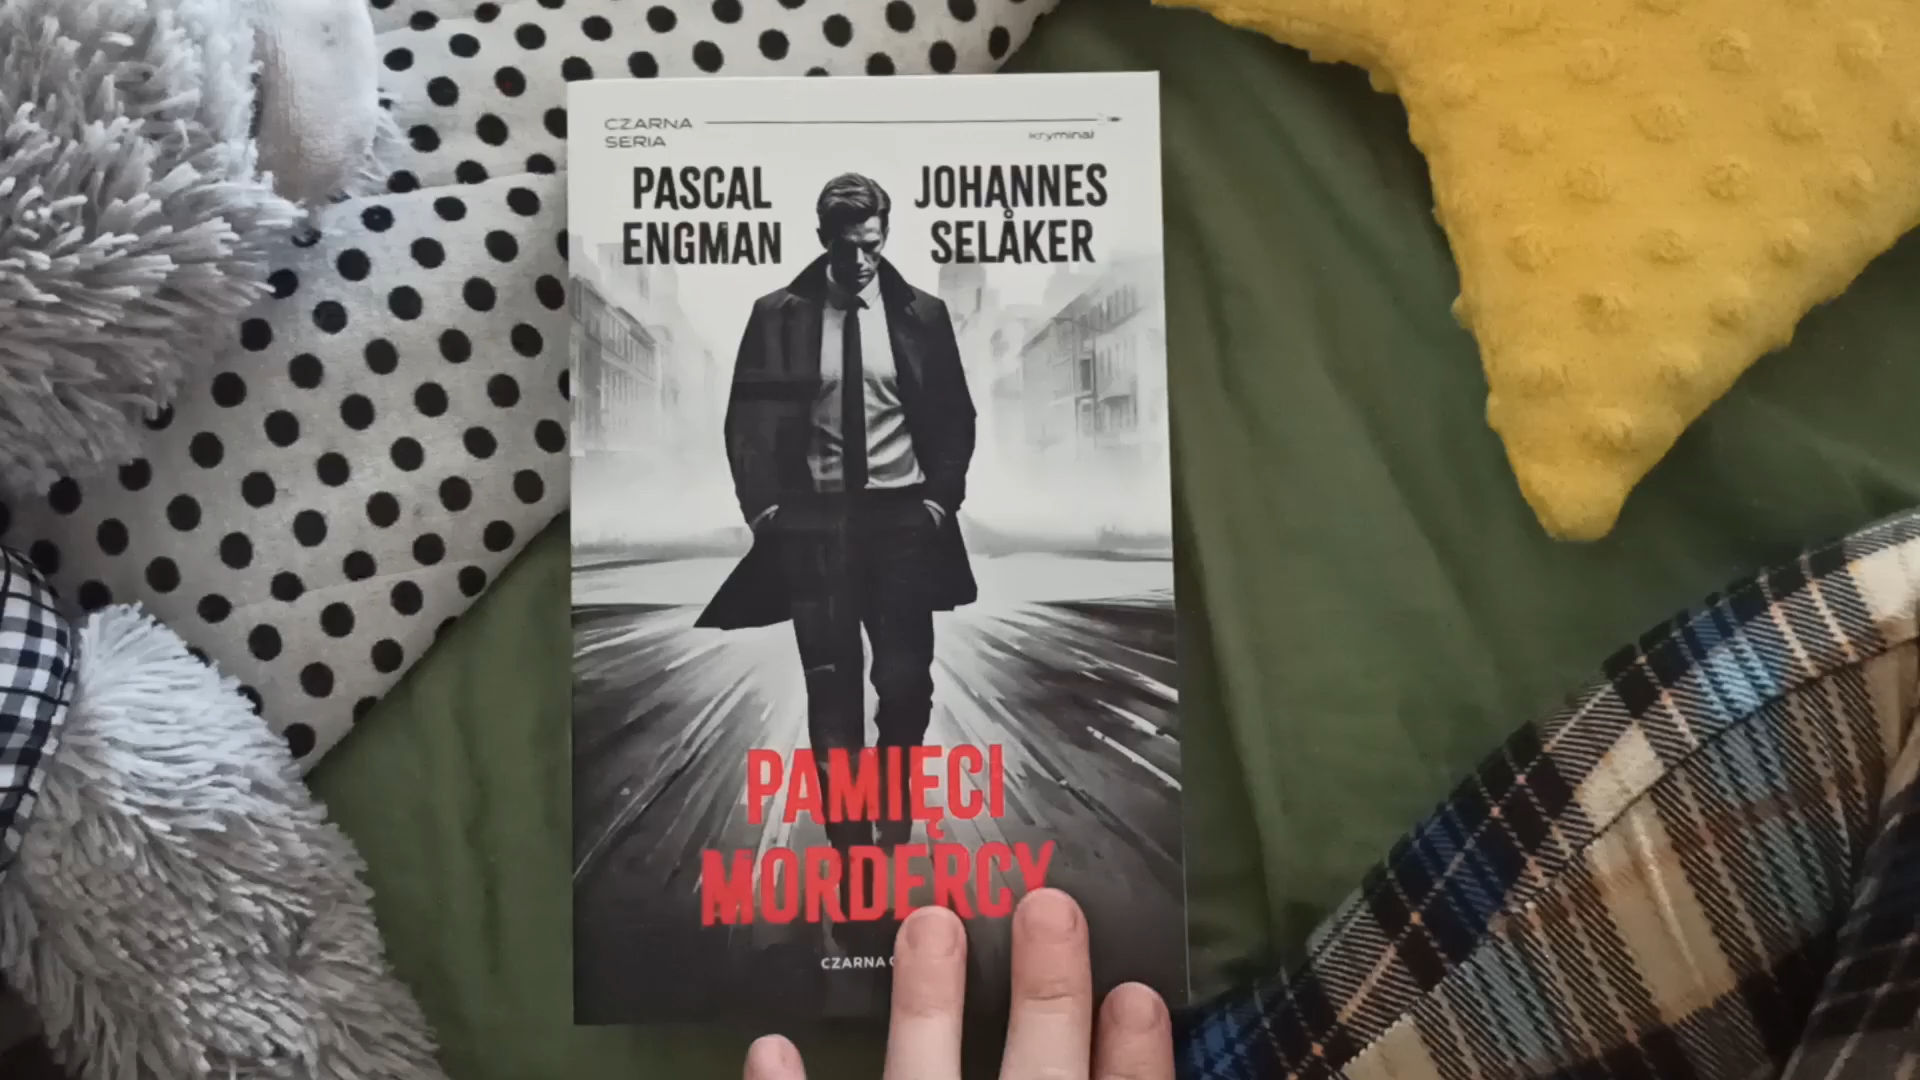 CZARNA
SERIA
kryminał
PASCAL
ENGMAN
JOHANNES
SELÅKER
PAMIĘCI
MORDERCY
CZARNA